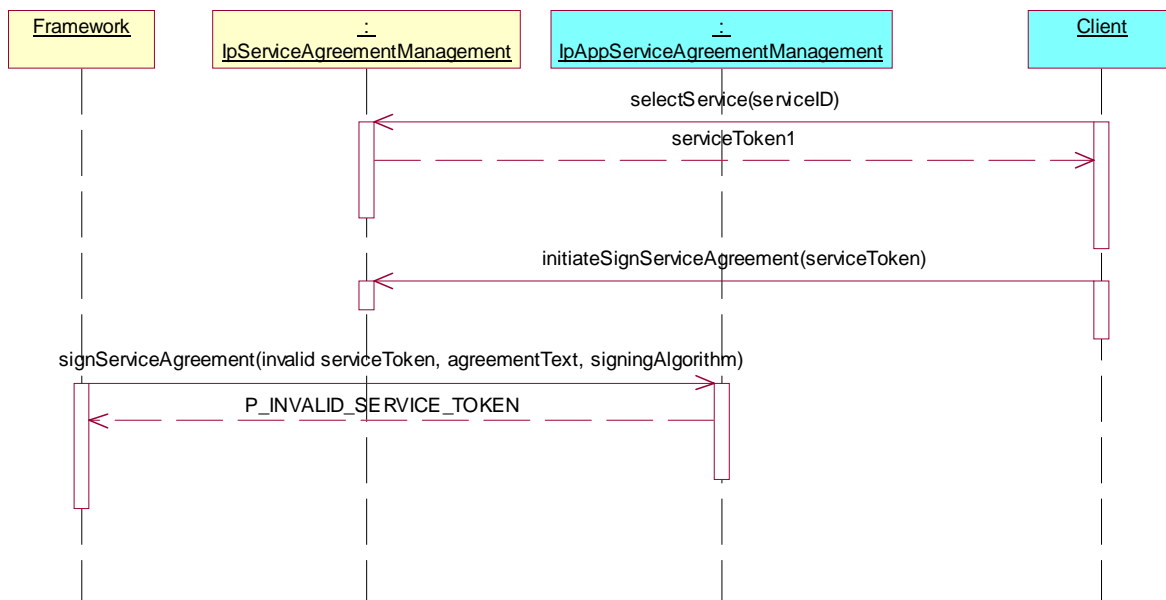 Framework
:
IpServiceAgreementManagement
:
IpAppServiceAgreementManagement
Client
selectService(serviceID)
serviceToken1
initiateSignServiceAgreement(serviceToken)
signServiceAgreement(invalid serviceToken, agreementText, signingAlgorithm)
P_INVALID_SERVICE_TOKEN